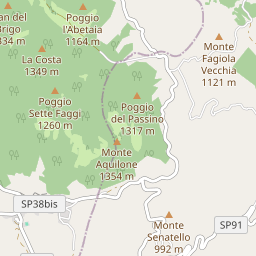 Poggio
l'Abetaia
1164 m
an del
Brigo
334 m
La Costa
1349 m
Monte
Fagiola
Vecchia
1121 m
Poggio
Sette Faggi
1260 m
Poggio
del Passino
1317 m
Monte
Aquilone
1354 m
SP38bis
Monte
Senatello
992 m
SP91